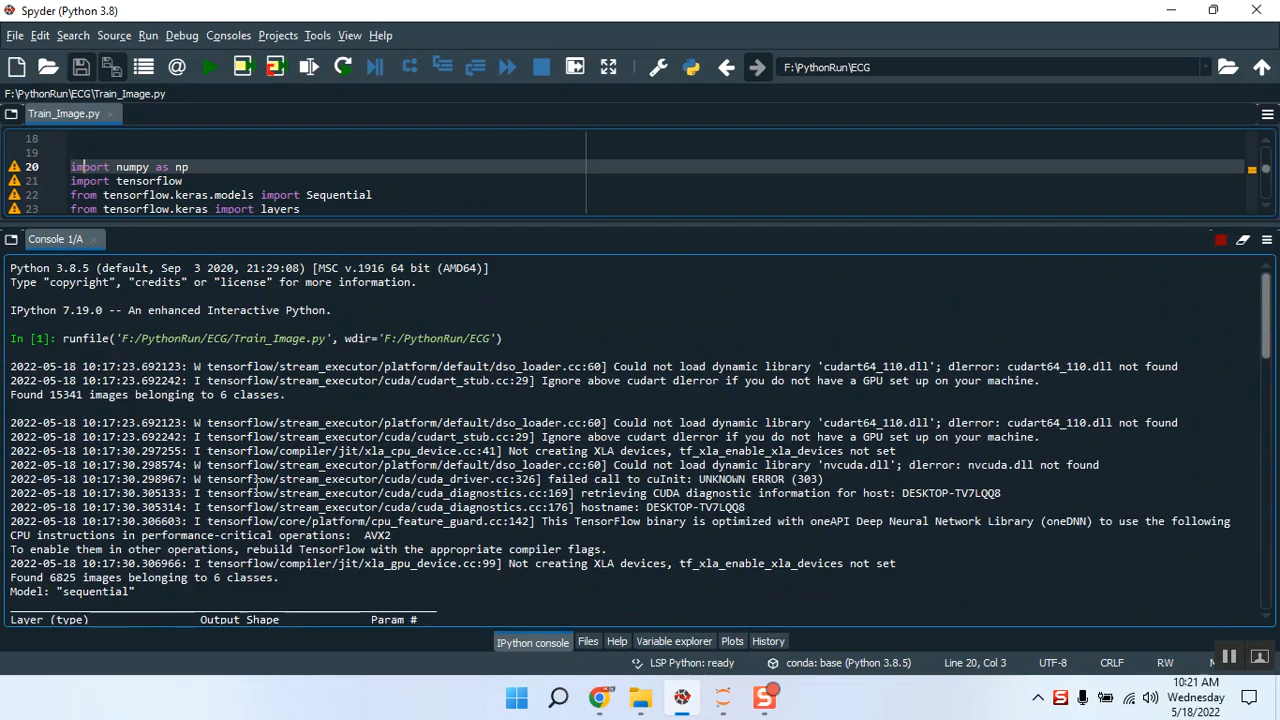 Spyder (Python 3.8)
File Edit Search Source Run Debug Consoles Projects Tools View Help
F:\PythonRun\ECG
F:\PythonRun\ECG\Train_Image.py
Train_Image.py
18
19
20 import numpy as np
21 import tensorflow
22 from tensorflow.keras.models import Sequential
23 from tensorflow.keras import layers
Console 1/A
Python 3.8.5 (default, Sep  3 2020, 21:29:08) [MSC v.1916 64 bit (AMD64)]
Type "copyright", "credits" or "license" for more information.
IPython 7.19.0 -- An enhanced Interactive Python.
In [1]: runfile('F:/PythonRun/ECG/Train_Image.py', wdir='F:/PythonRun/ECG')
2022-05-18 10:17:23.692123: W tensorflow/stream_executor/platform/default/dso_loader.cc:60] Could not load dynamic library 'cudart64_110.dll'; dlerror: cudart64_110.dll not found
2022-05-18 10:17:23.692242: I tensorflow/stream_executor/cuda/cudart_stub.cc:29] Ignore above cudart dlerror if you do not have a GPU set up on your machine.
Found 15341 images belonging to 6 classes.
2022-05-18 10:17:23.692123: W tensorflow/stream_executor/platform/default/dso_loader.cc:60] Could not load dynamic library 'cudart64_110.dll'; dlerror: cudart64_110.dll not found
2022-05-18 10:17:23.692242: I tensorflow/stream_executor/cuda/cudart_stub.cc:29] Ignore above cudart dlerror if you do not have a GPU set up on your machine.
2022-05-18 10:17:30.297255: I tensorflow/compiler/jit/xla_cpu_device.cc:41] Not creating XLA devices, tf_xla_enable_xla_devices not set
2022-05-18 10:17:30.298574: W tensorflow/stream_executor/platform/default/dso_loader.cc:60] Could not load dynamic library 'nvcuda.dll'; dlerror: nvcuda.dll not found
2022-05-18 10:17:30.298967: W tensorflow/stream_executor/cuda/cuda_driver.cc:326] failed call to cuInit: UNKNOWN ERROR (303)
2022-05-18 10:17:30.305133: I tensorflow/stream_executor/cuda/cuda_diagnostics.cc:169] retrieving CUDA diagnostic information for host: DESKTOP-TV7LQQ8
2022-05-18 10:17:30.305314: I tensorflow/stream_executor/cuda/cuda_diagnostics.cc:176] hostname: DESKTOP-TV7LQQ8
2022-05-18 10:17:30.306603: I tensorflow/core/platform/cpu_feature_guard.cc:142] This TensorFlow binary is optimized with oneAPI Deep Neural Network Library (oneDNN) to use the following
CPU instructions in performance-critical operations:  AVX2
To enable them in other operations, rebuild TensorFlow with the appropriate compiler flags.
2022-05-18 10:17:30.306966: I tensorflow/compiler/jit/xla_gpu_device.cc:99] Not creating XLA devices, tf_xla_enable_xla_devices not set
Found 6825 images belonging to 6 classes.
Model: "sequential"
Layer (type) Output Shape Param #
IPython console Files Help Variable explorer Plots History
LSP Python: ready conda: base (Python 3.8.5) Line 20, Col 3 UTF-8 CRLF RW
10:21 AM
Wednesday
5/18/2022